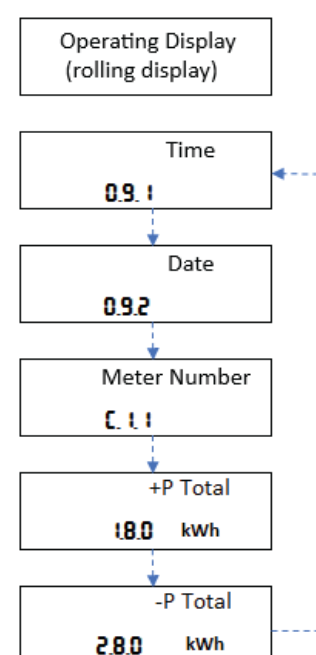 Operating Display
(rolling display)
Time
0.9.1
Date
0.9.2
Meter Number
C.1.1
+P Total
1.8.0 kWh
-P Total
2.8.0 kWh